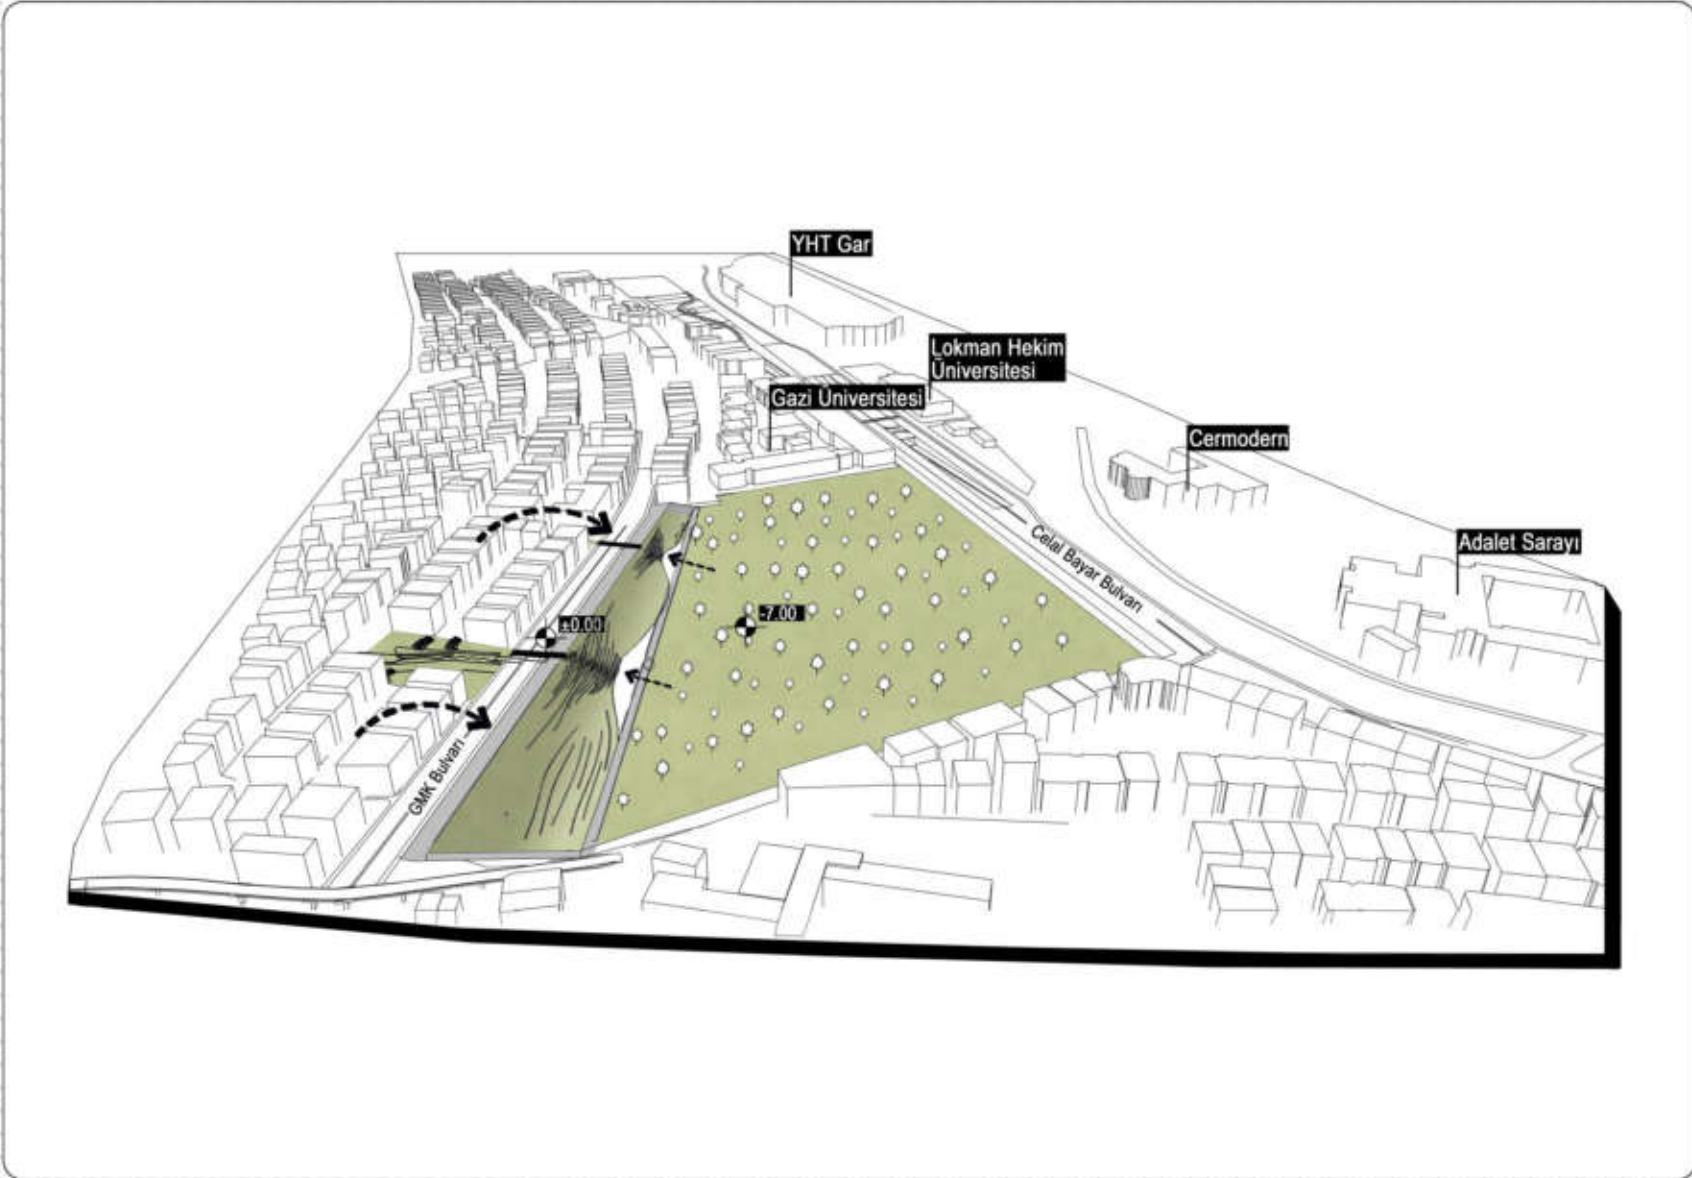 YHT Gar
Lokman Hekim
Üniversitesi
Gazi Üniversitesi
Cermodern
Celal Bayar Bulvarı
Adalet Sarayı
±0.00
-7.00
GMK Bulvarı